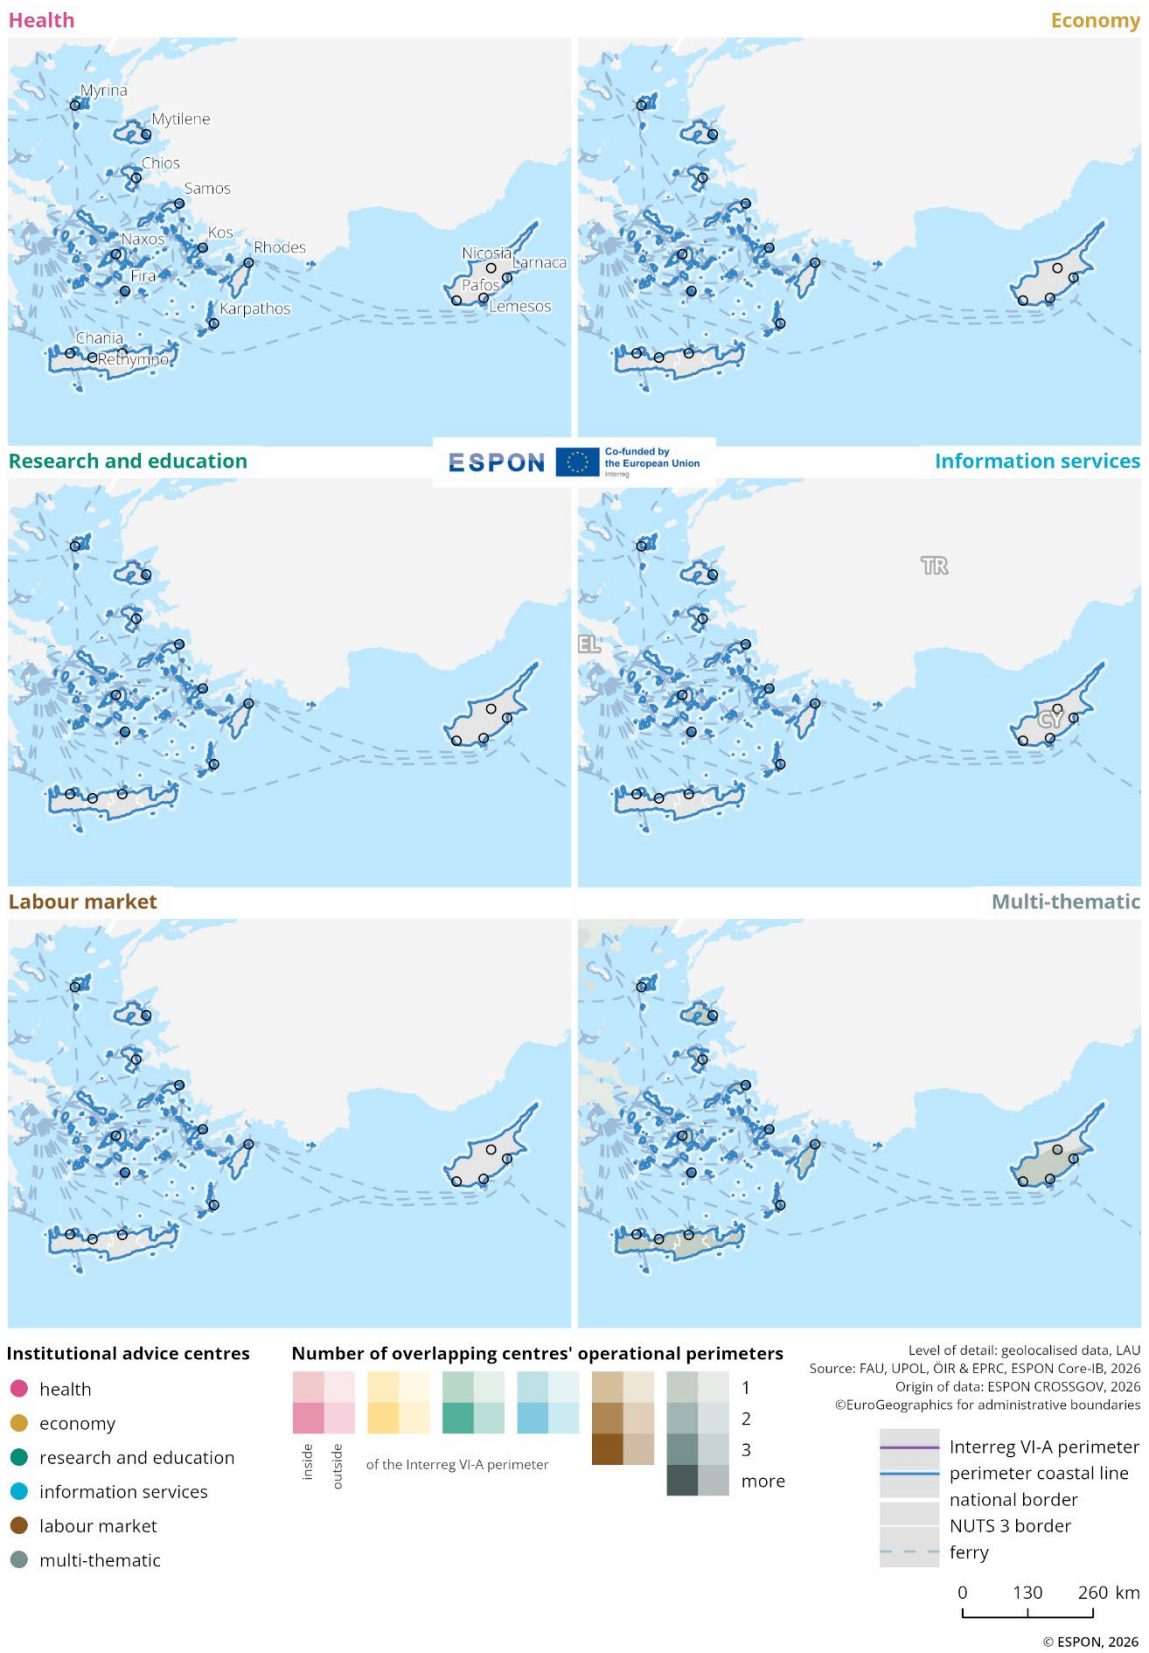 Health
Economy
Myrina
Mytilene
Chios
Samos
Naxos
Kos
Rhodes
Fira
Karpathos
Nicosia
Larnaca
Pafos
Lemesos
Chania
Rethymno
Research and education
ESPON
Co-funded by
the European Union
Interreg
Information services
TR
EL
CY
Labour market
Multi-thematic
Institutional advice centres
health
economy
research and education
information services
labour market
multi-thematic
Number of overlapping centres' operational perimeters
1
2
3
more
inside
outside
of the Interreg VI-A perimeter
Level of detail: geolocalised data, LAU
Source: FAU, UPOL, ÖIR & EPRC, ESPON Core-IB, 2026
Origin of data: ESPON CROSSGOV, 2026
©EuroGeographics for administrative boundaries
Interreg VI-A perimeter
perimeter coastal line
national border
NUTS 3 border
ferry
0 130 260 km
© ESPON, 2026